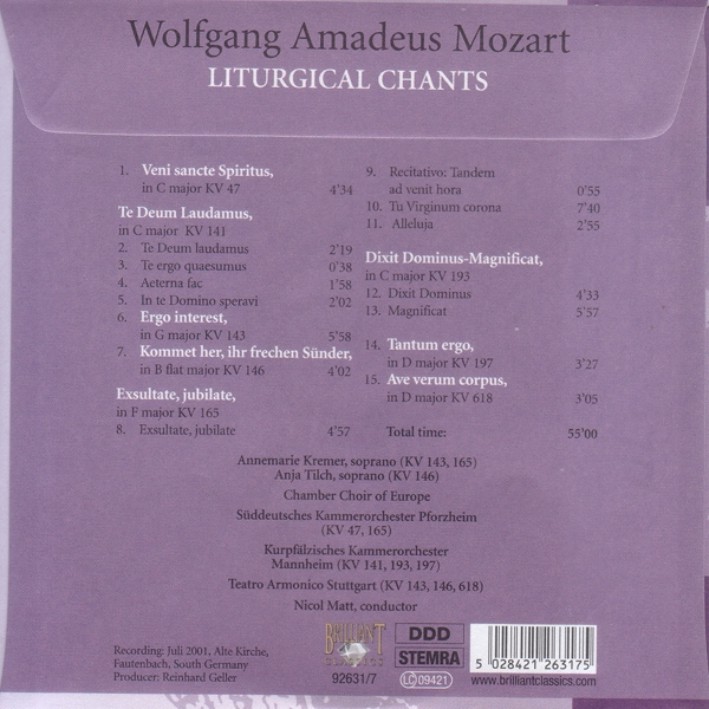 Wolfgang Amadeus Mozart
LITURGICAL CHANTS
1. Veni sancte Spiritus,
in C major KV 47 4'34
Te Deum Laudamus,
in C major KV 141
2. Te Deum laudamus 2'19
3. Te ergo quaesumus 0'38
4. Aeterna fac 1'58
5. In te Domino speravi 2'02
6. Ergo interest,
in G major KV 143 5'58
7. Kommet her, ihr frechen Sünder,
in B flat major KV 146 4'02
Exsultate, jubilate,
in F major KV 165
8. Exsultate, jubilate 4'57
9. Recitativo: Tandem
ad venit hora 0'55
10. Tu Virginum corona 7'40
11. Alleluja 2'55
Dixit Dominus-Magnificat,
in C major KV 193
12. Dixit Dominus 4'33
13. Magnificat 5'57
14. Tantum ergo,
in D major KV 197 3'27
15. Ave verum corpus,
in D major KV 618 3'05
Total time: 55'00
Annemarie Kremer, soprano (KV 143, 165)
Anja Tilch, soprano (KV 146)
Chamber Choir of Europe
Süddeutsches Kammerorchester Pforzheim
(KV 47, 165)
Kurpfälzisches Kammerorchester
Mannheim (KV 141, 193, 197)
Teatro Armonico Stuttgart (KV 143, 146, 618)
Nicol Matt, conductor
Recording: Juli 2001, Alte Kirche,
Fautenbach, South Germany
Producer: Reinhard Geller
BRILLIANT
CLASSICS
92631/7
DDD
STEMRA
LC 09421
5 028421 263175
www.brilliantclassics.com